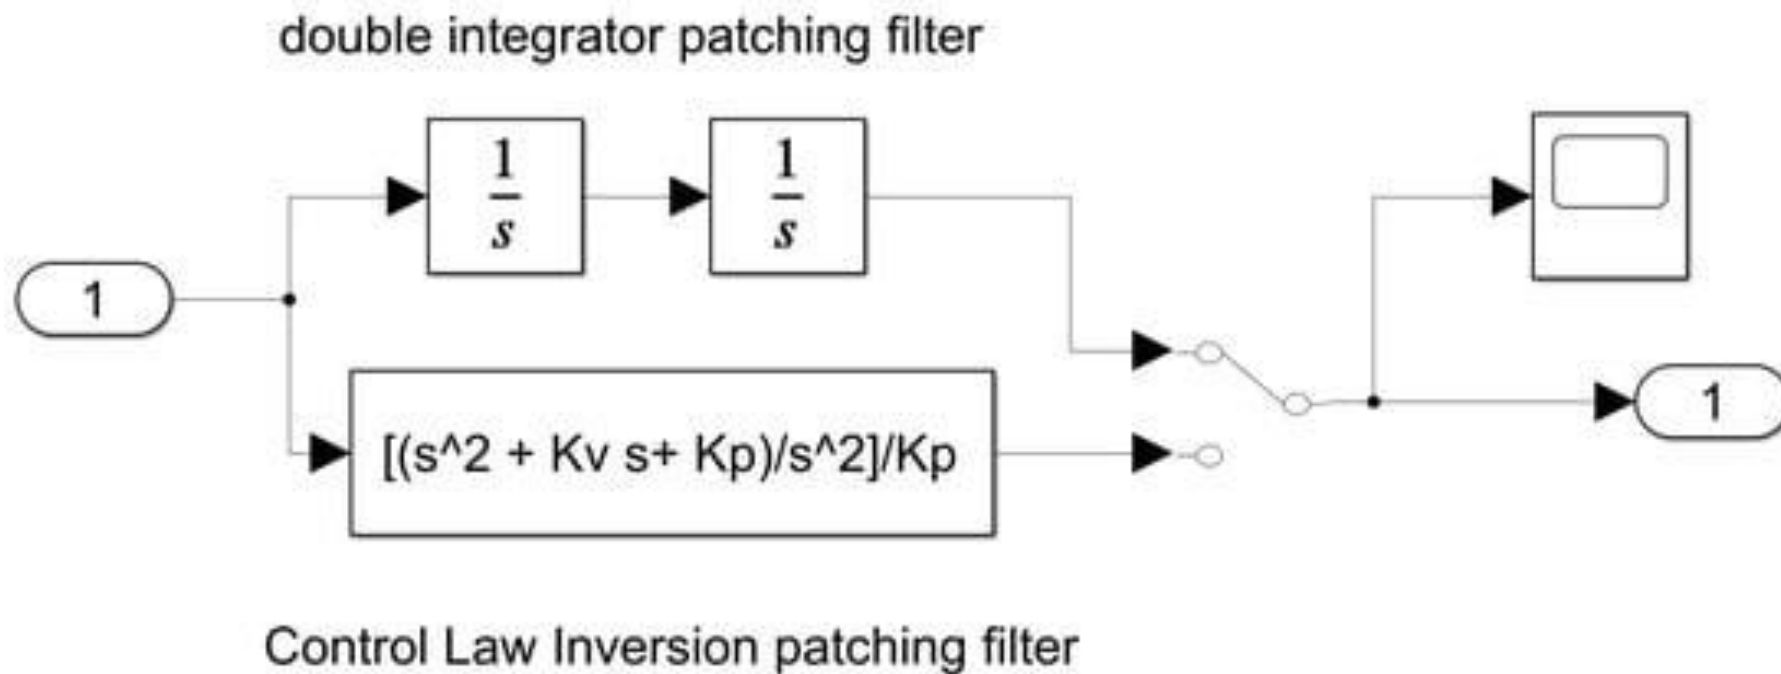 double integrator patching filter
1
s
1
s
1
[(s^2 + Kv s+ Kp)/s^2]/Kp
1
Control Law Inversion patching filter